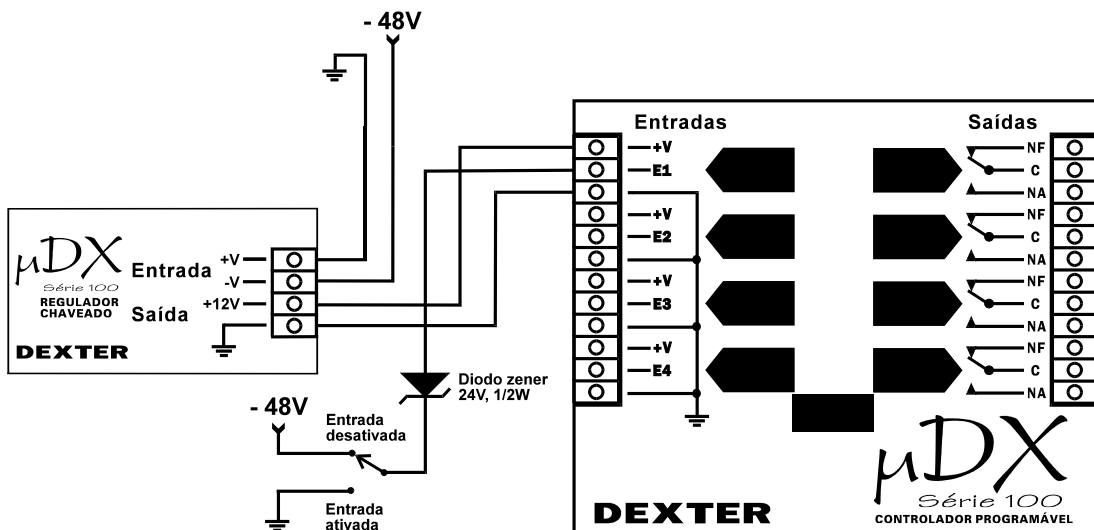 - 48V
Entradas
Saídas
+V
E1
+V
E2
+V
E3
+V
E4
NF
C
NA
NF
C
NA
NF
C
NA
NF
C
NA
µDX
Série 100
REGULADOR
CHAVEADO
DEXTER
Entrada
Saída
+V
-V
+12V
Diodo zener
24V, 1/2W
- 48V
Entrada
desativada
Entrada
ativada
DEXTER
µDX
Série 100
CONTROLADOR PROGRAMÁVEL